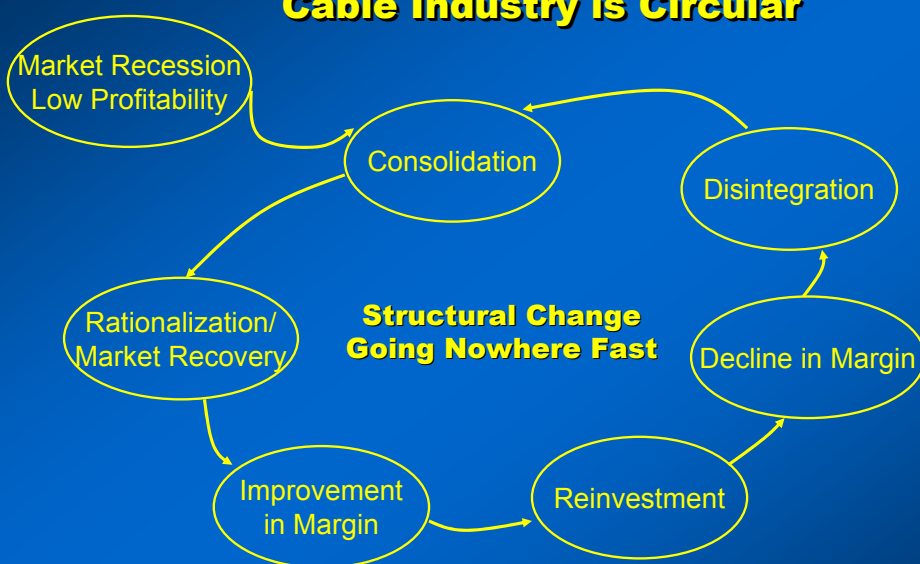 Cable Industry is Circular
Market Recession
Low Profitability
Consolidation
Disintegration
Rationalization/
Market Recovery
Structural Change
Going Nowhere Fast
Decline in Margin
Improvement
in Margin
Reinvestment